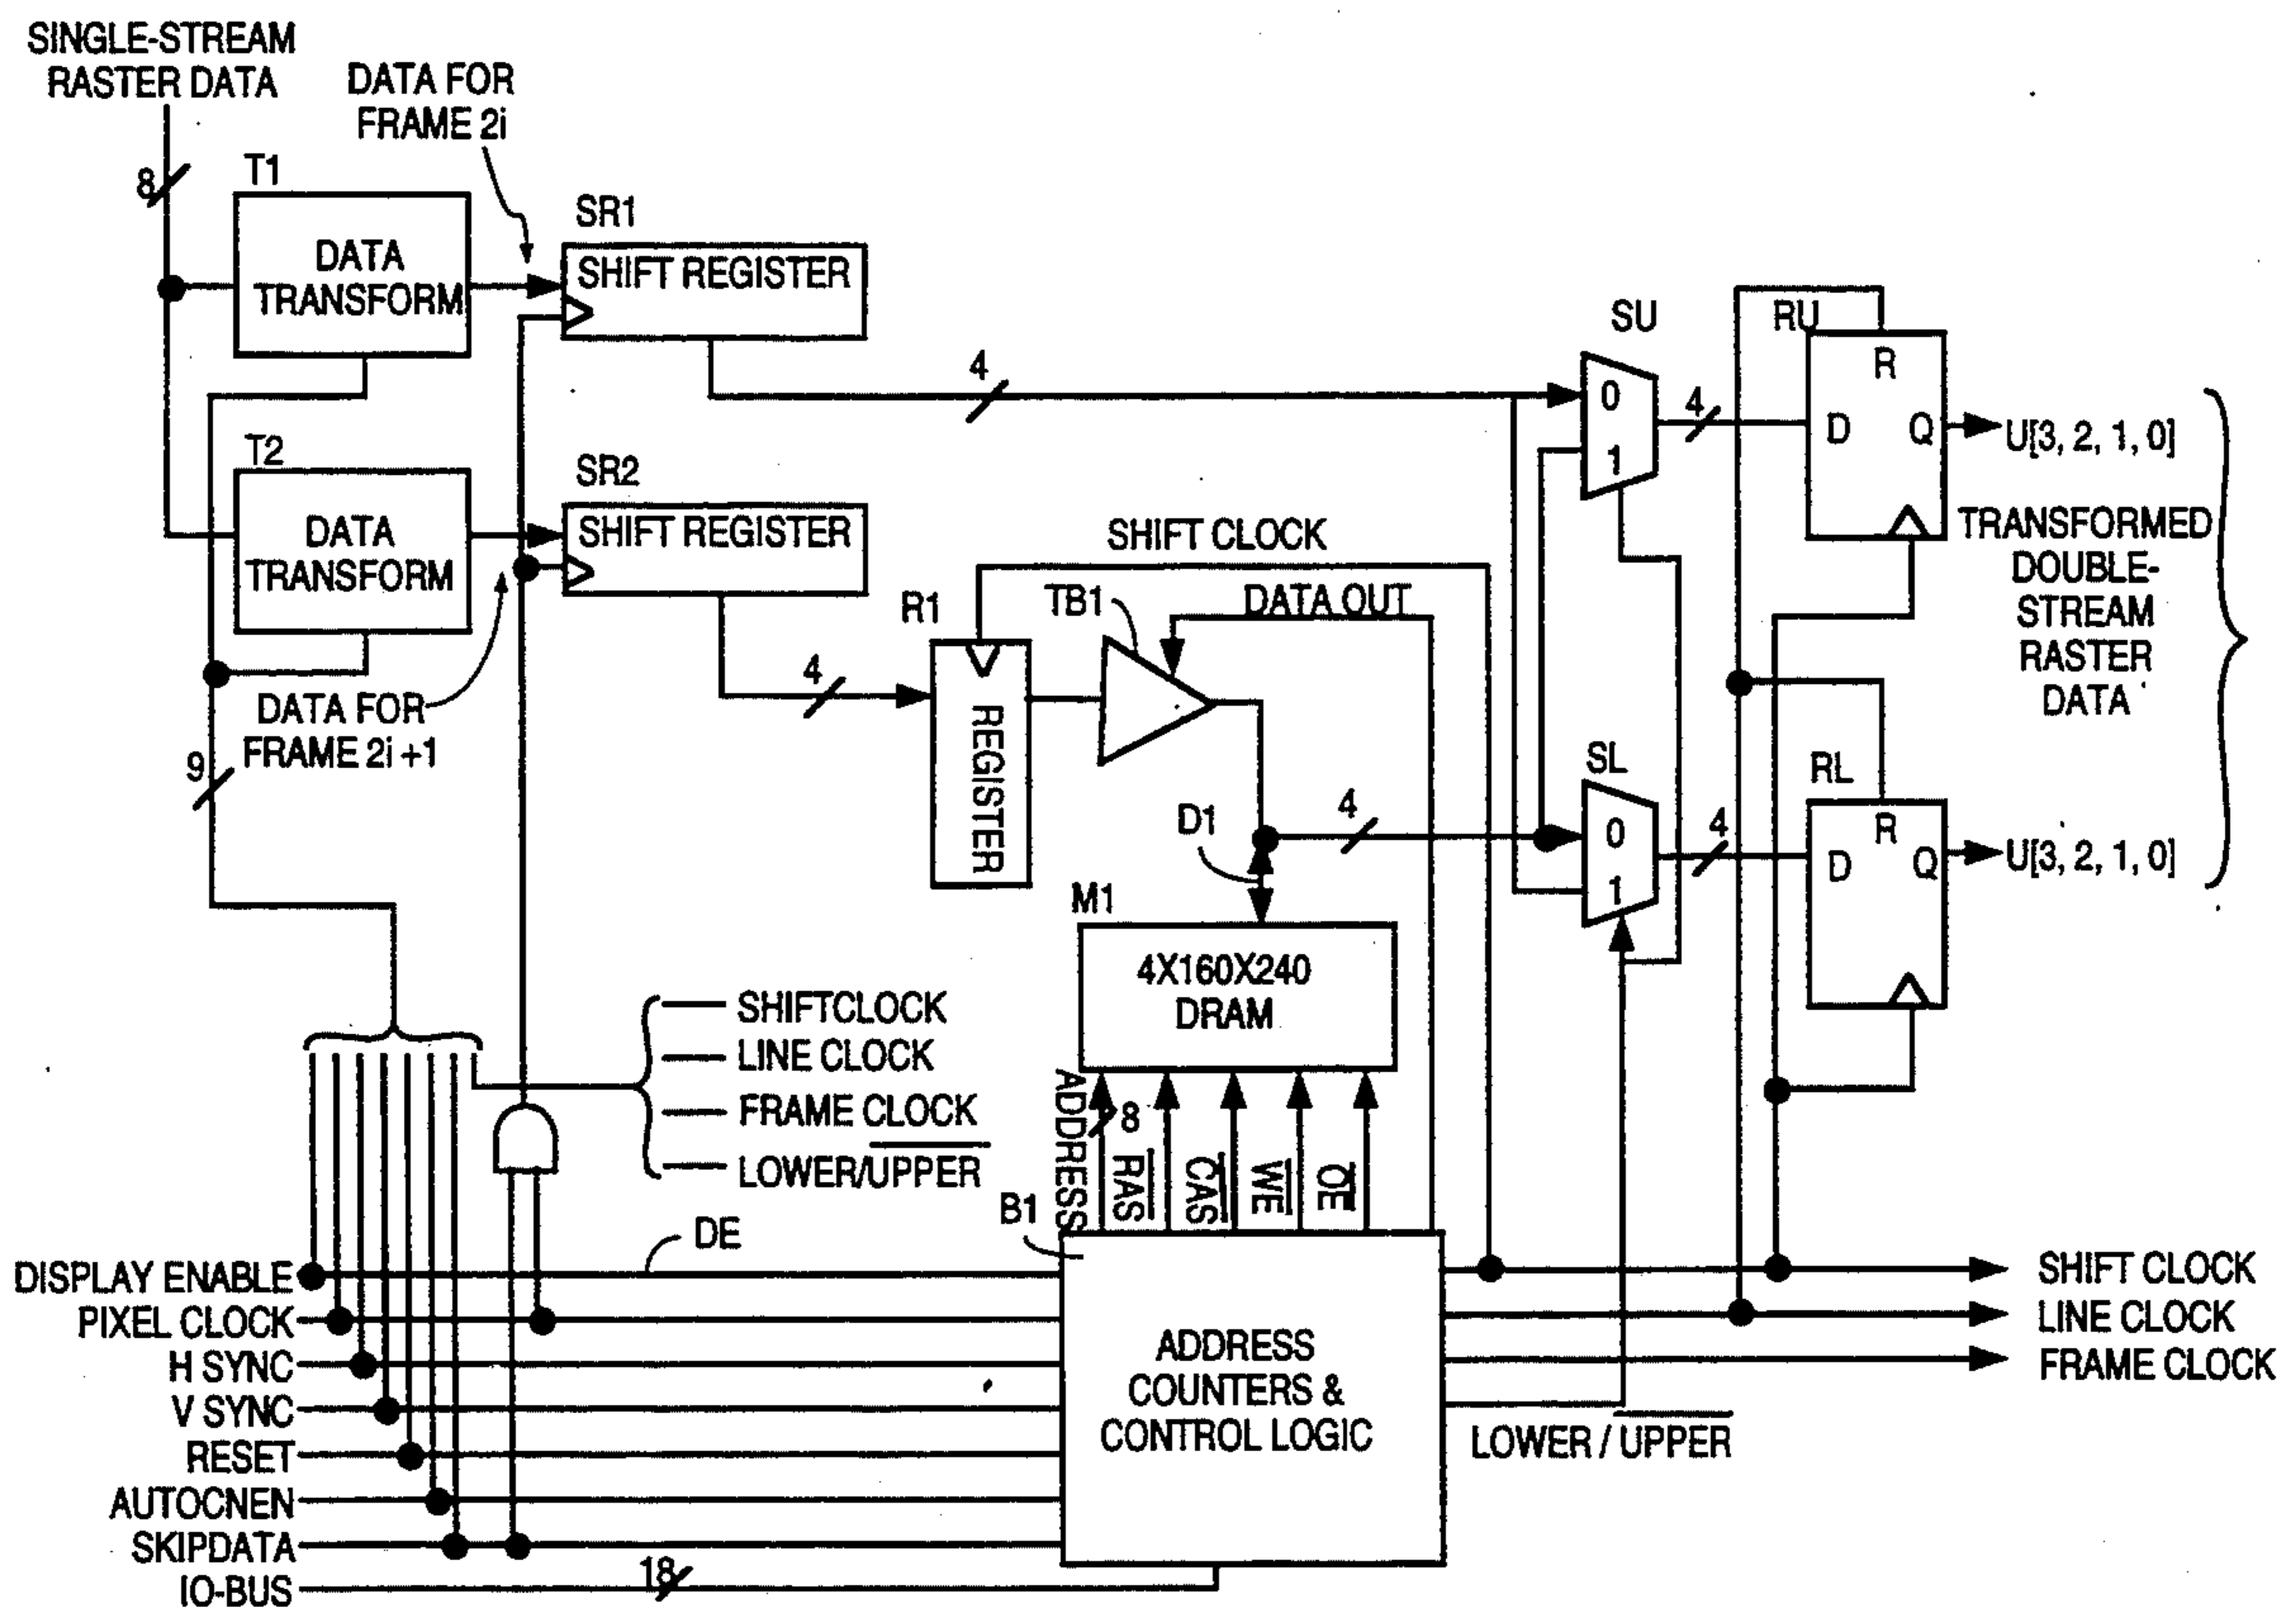 SINGLE-STREAM
RASTER DATA
DATA FOR
FRAME 2i
8
T1
DATA
TRANSFORM
SR1
SHIFT REGISTER
4
SU
0
1
4
RU
R
D
Q
U[3, 2, 1, 0]
T2
DATA
TRANSFORM
SR2
SHIFT REGISTER
SHIFT CLOCK
TRANSFORMED
DOUBLE-
STREAM
RASTER
DATA
R1
REGISTER
TB1
DATA OUT
4
DATA FOR
FRAME 2i +1
9
D1
4
SL
0
1
4
RL
R
D
Q
U[3, 2, 1, 0]
M1
4X160X240
DRAM
SHIFTCLOCK
LINE CLOCK
FRAME CLOCK
LOWER/UPPER
ADDRESS
8
RAS
CAS
WE
OE
B1
DE
DISPLAY ENABLE
PIXEL CLOCK
H SYNC
V SYNC
RESET
AUTOCNEN
SKIPDATA
IO-BUS
18
ADDRESS
COUNTERS &
CONTROL LOGIC
SHIFT CLOCK
LINE CLOCK
FRAME CLOCK
LOWER / UPPER